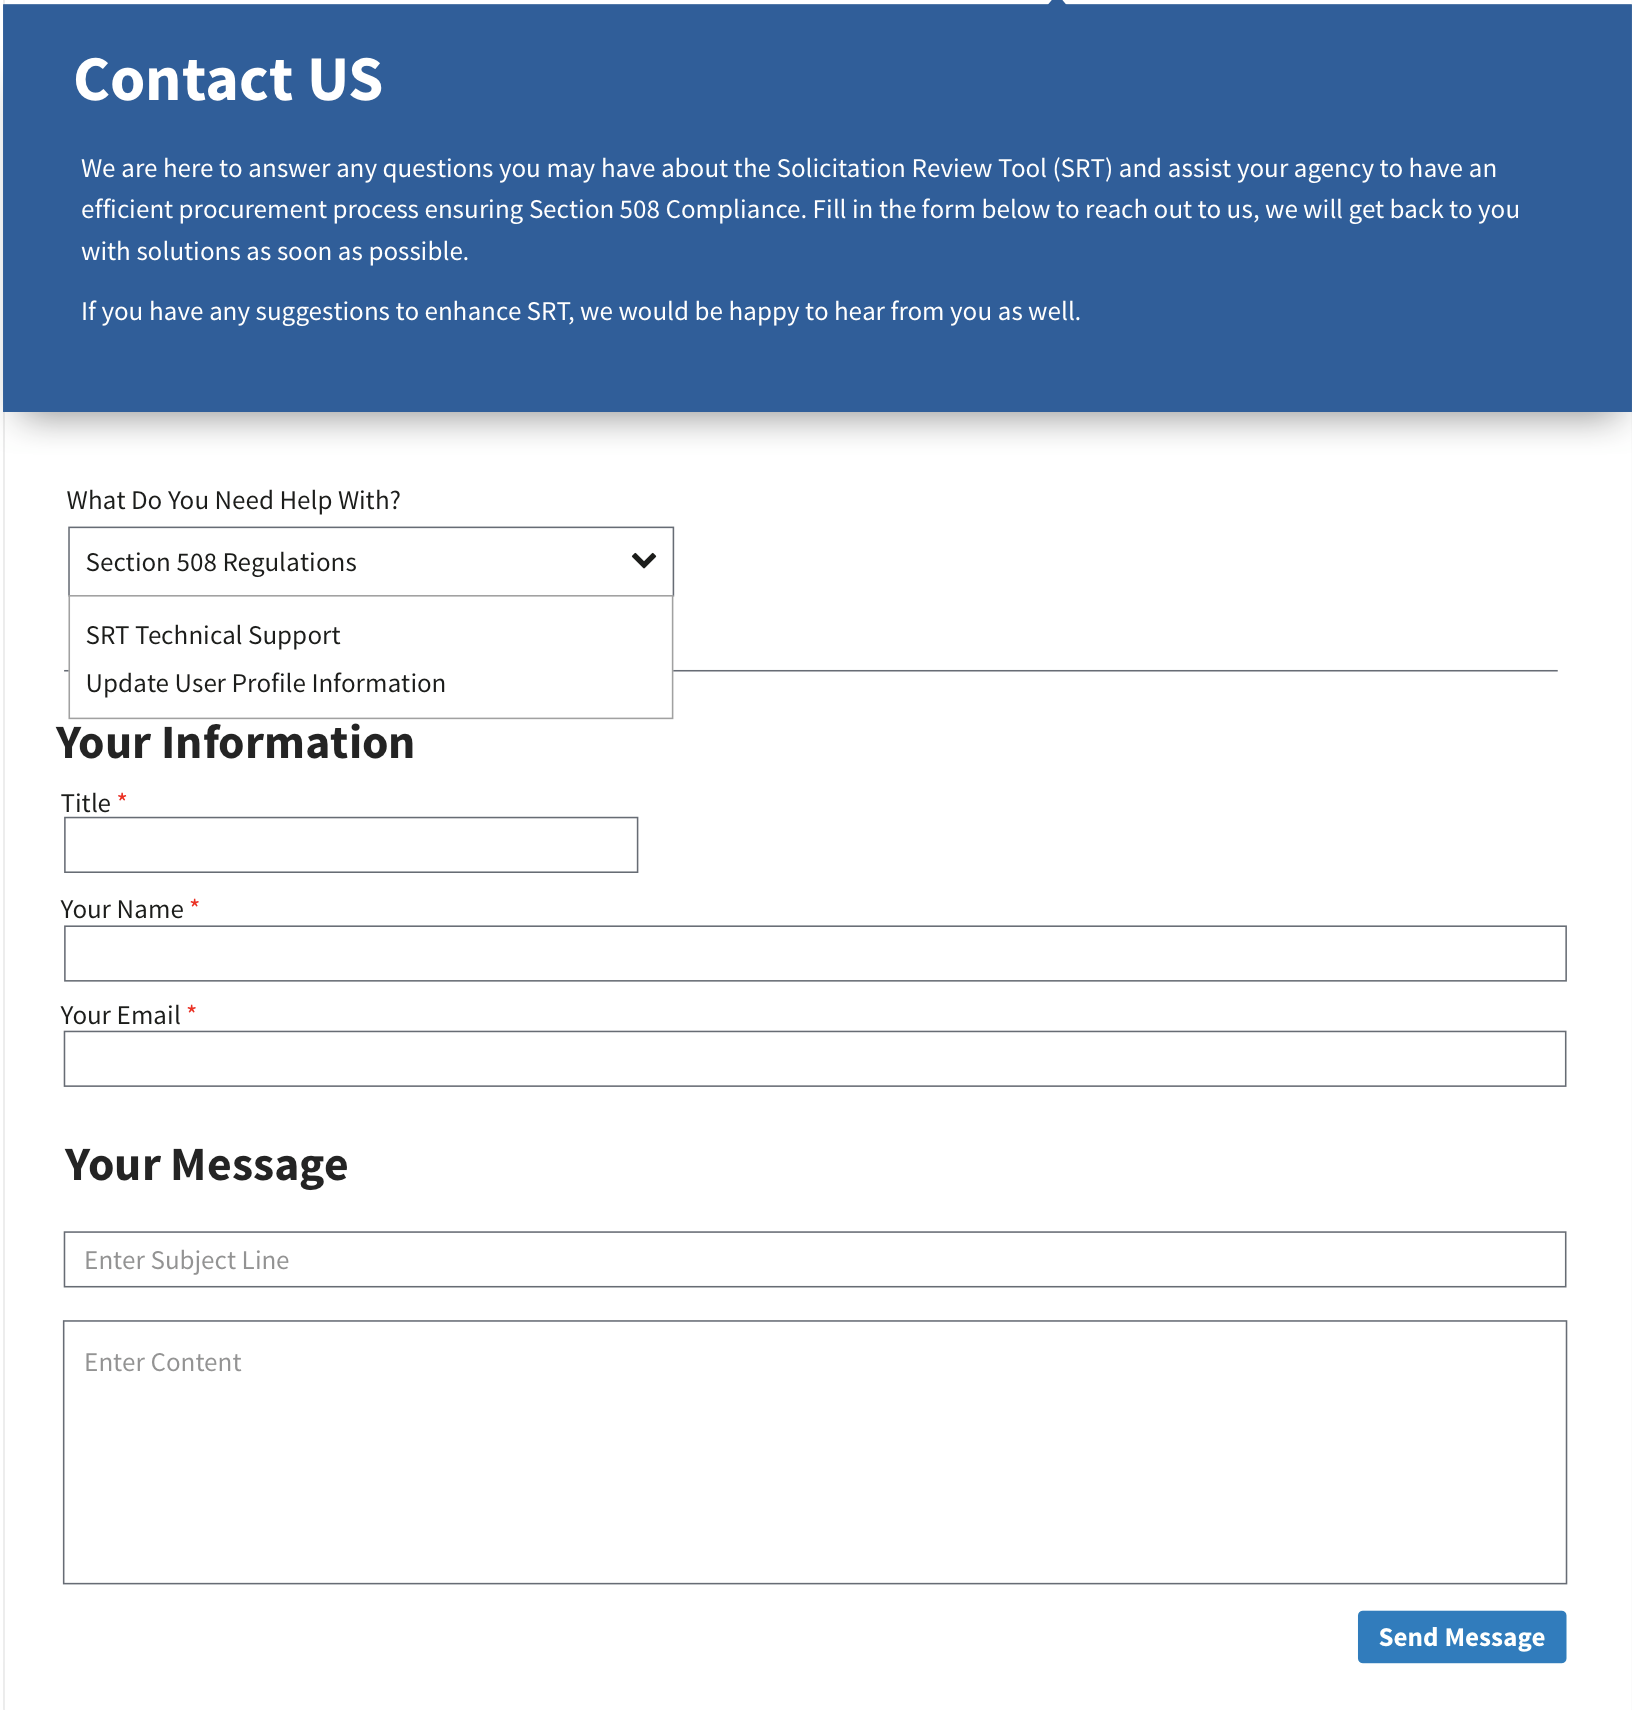 Contact US
We are here to answer any questions you may have about the Solicitation Review Tool (SRT) and assist your agency to have an
efficient procurement process ensuring Section 508 Compliance. Fill in the form below to reach out to us, we will get back to you
with solutions as soon as possible.
If you have any suggestions to enhance SRT, we would be happy to hear from you as well.
What Do You Need Help With?
Section 508 Regulations
SRT Technical Support
Update User Profile Information
Your Information
Title *
Your Name *
Your Email *
Your Message
Enter Subject Line
Enter Content
Send Message